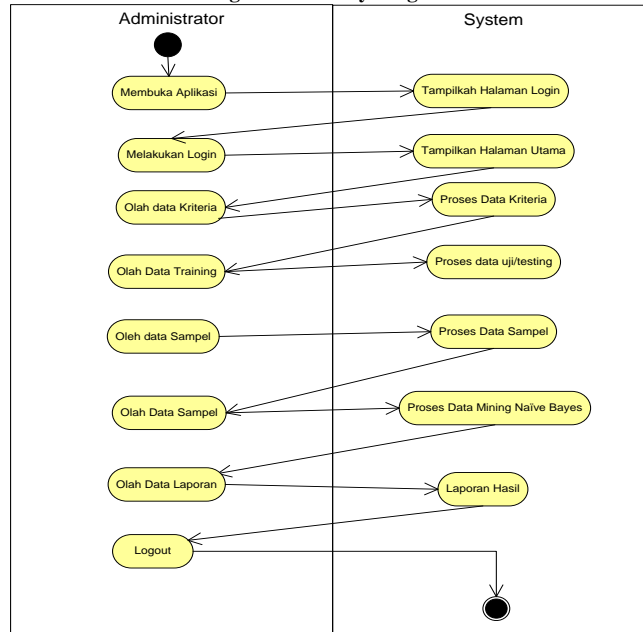 Administrator
System
Membuka Aplikasi
Tampilkah Halaman Login
Melakukan Login
Tampilkan Halaman Utama
Olah data Kriteria
Proses Data Kriteria
Olah Data Training
Proses data uji/testing
Oleh data Sampel
Proses Data Sampel
Olah Data Sampel
Proses Data Mining Naïve Bayes
Olah Data Laporan
Laporan Hasil
Logout